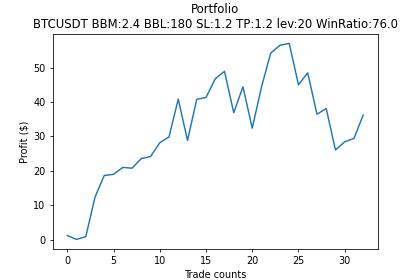 Portfolio
BTCUSDT BBM:2.4 BBL:180 SL:1.2 TP:1.2 lev:20 WinRatio:76.0
50
40
30
20
10
0
Profit ($)
0 5 10 15 20 25 30
Trade counts